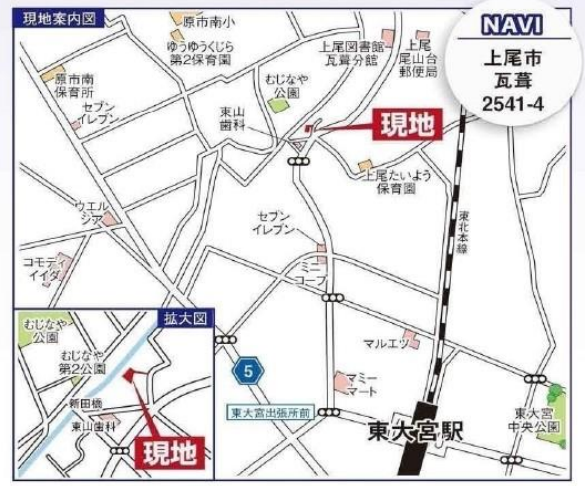 現地案内図
NAVI
上尾市
瓦葺
2541-4
原市南小
ゆうゆうくじら
第2保育園
上尾図書館
瓦葺分館
上尾
尾山台
郵便局
原市南
保育所
むじなや
公園
セブン
イレブン
東山
歯科
現地
上尾たいよう
保育園
ウエル
シア
セブン
イレブン
東北本線
コモディ
イイダ
ミニ
コープ
拡大図
むじなや
公園
マルエツ
むじなや
第2公園
5
マミー
マート
新田橋
東大宮出張所前
東山歯科
東大宮駅
東大宮
中央公園
現地